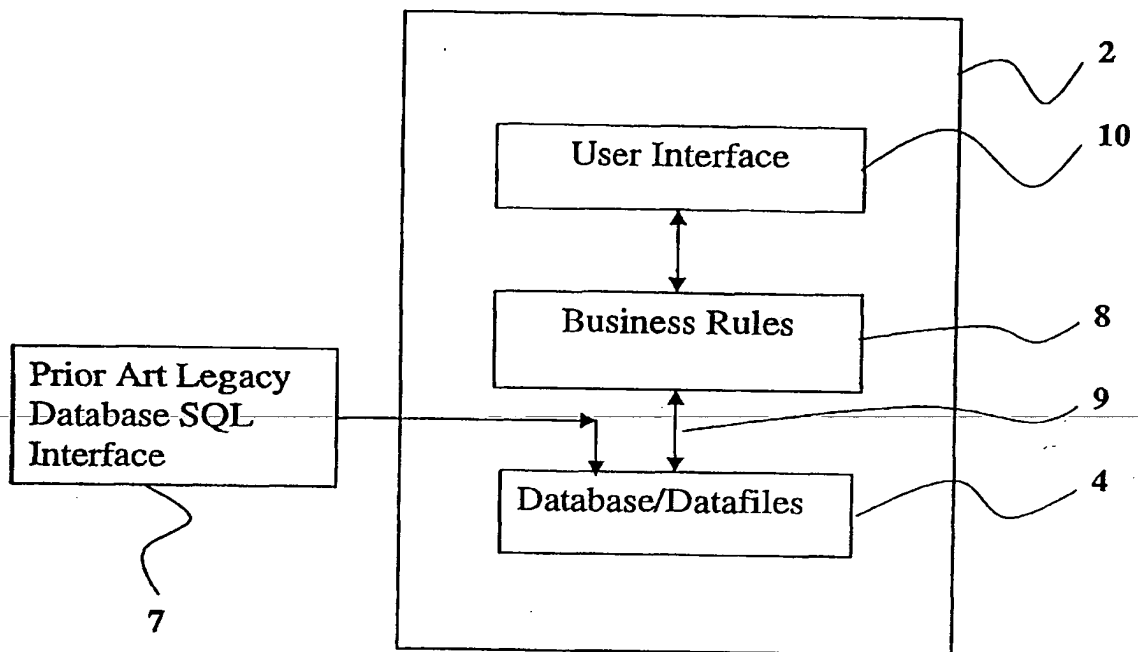 2
User Interface
10
Business Rules
8
Prior Art Legacy
Database SQL
Interface
9
Database/Datafiles
4
7